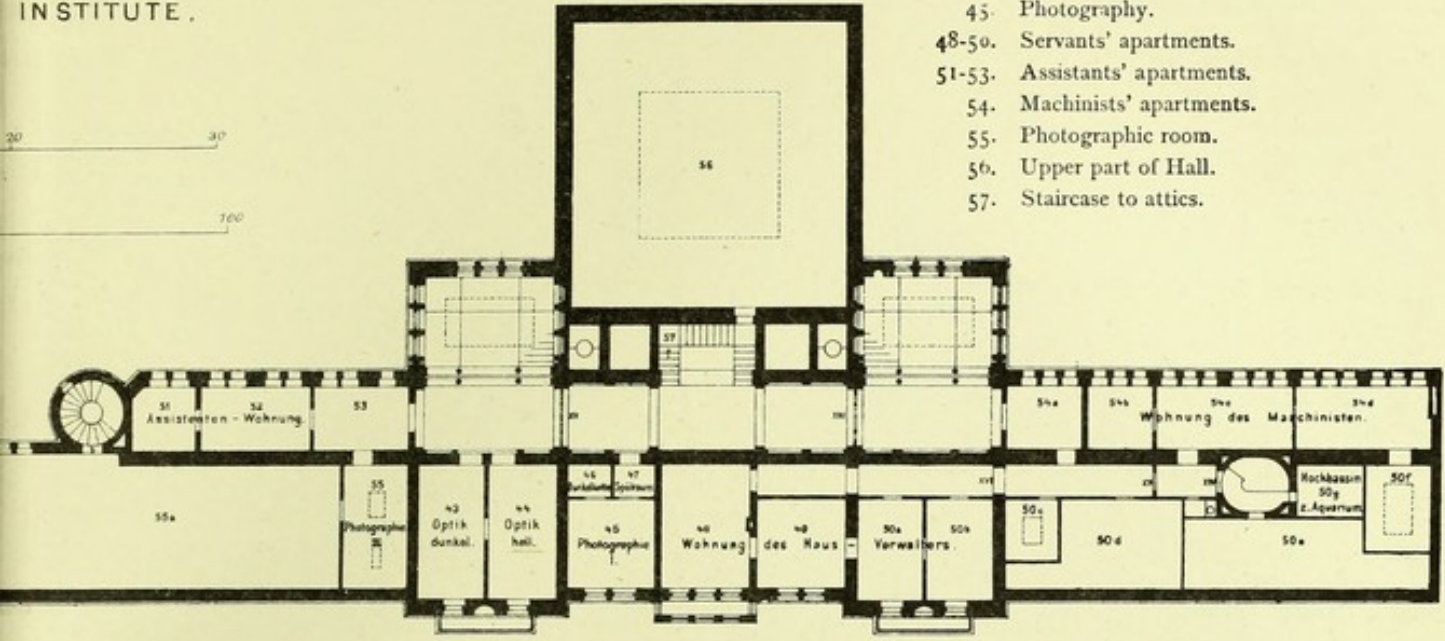 INSTITUTE.
45. Photography.
48-50. Servants' apartments.
51-53. Assistants' apartments.
54. Machinists' apartments.
55. Photographic room.
56. Upper part of Hall.
57. Staircase to attics.
20 30
100
56
57
51 52 53
Assistenten-Wohnung.
54a 54b 54c 54d
Wohnung des Maschinisten.
55a
55
Photographie
II
43
Optik
dunkel.
44
Optik
hell.
46 47
45
Photographie
I.
48 49 50a 50b
Wohnung des Haus-Verwalters.
50c
50d
50e
Hochbassin
50g
z. Aquarium
50f